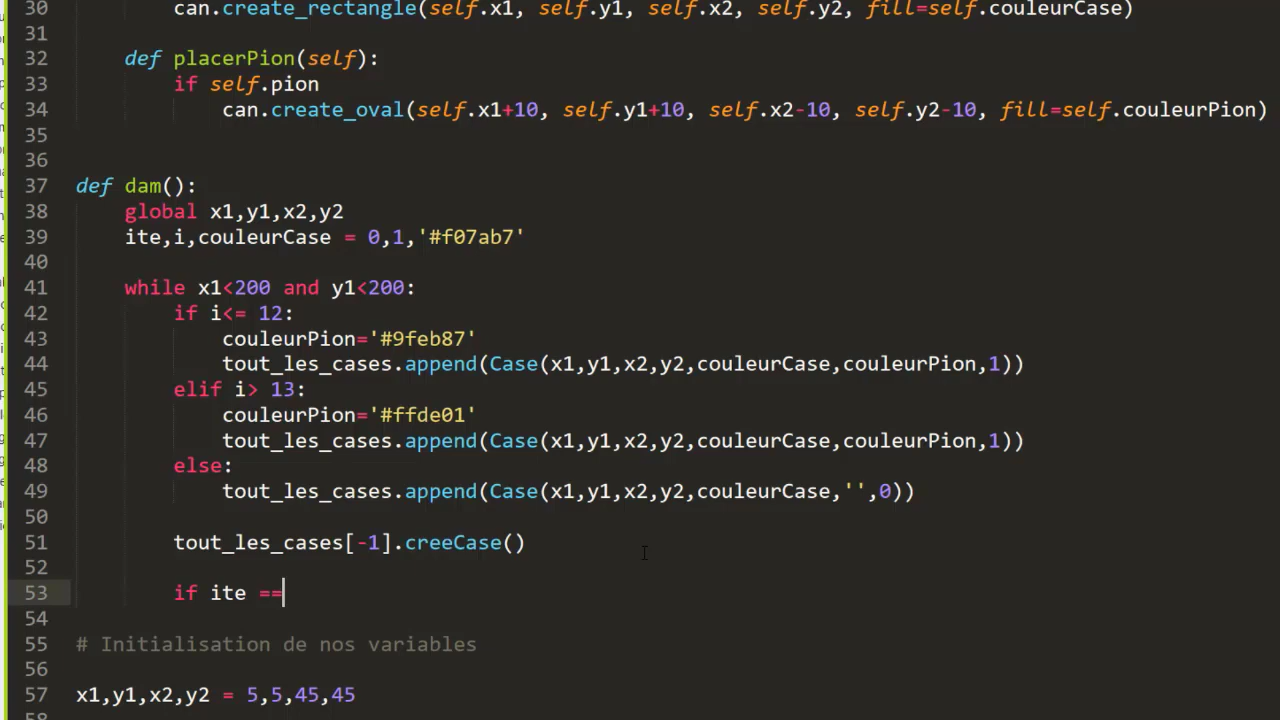 30 can.create_rectangle(self.x1, self.y1, self.x2, self.y2, fill=self.couleurCase)
31
32 def placerPion(self):
33 if self.pion
34 can.create_oval(self.x1+10, self.y1+10, self.x2-10, self.y2-10, fill=self.couleurPion)
35
36
37 def dam():
38 global x1,y1,x2,y2
39 ite,i,couleurCase = 0,1,'#f07ab7'
40
41 while x1<200 and y1<200:
42 if i<= 12:
43 couleurPion='#9feb87'
44 tout_les_cases.append(Case(x1,y1,x2,y2,couleurCase,couleurPion,1))
45 elif i> 13:
46 couleurPion='#ffde01'
47 tout_les_cases.append(Case(x1,y1,x2,y2,couleurCase,couleurPion,1))
48 else:
49 tout_les_cases.append(Case(x1,y1,x2,y2,couleurCase,'',0))
50
51 tout_les_cases[-1].creeCase()
52
53 if ite ==
54
55 # Initialisation de nos variables
56
57 x1,y1,x2,y2 = 5,5,45,45
58